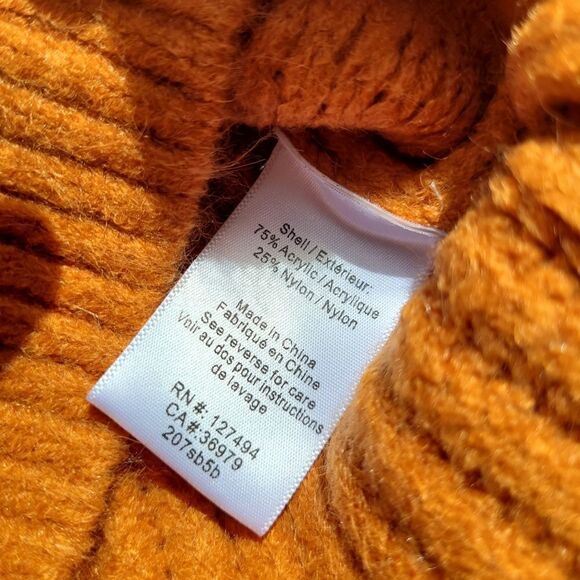 Shell / Extérieur:
75% Acrylic / Acrylique
25% Nylon / Nylon
Made in China
Fabriqué en Chine
See reverse for care
Voir au dos pour instructions
de lavage
RN #: 127494
CA #: 36979
207sb5b